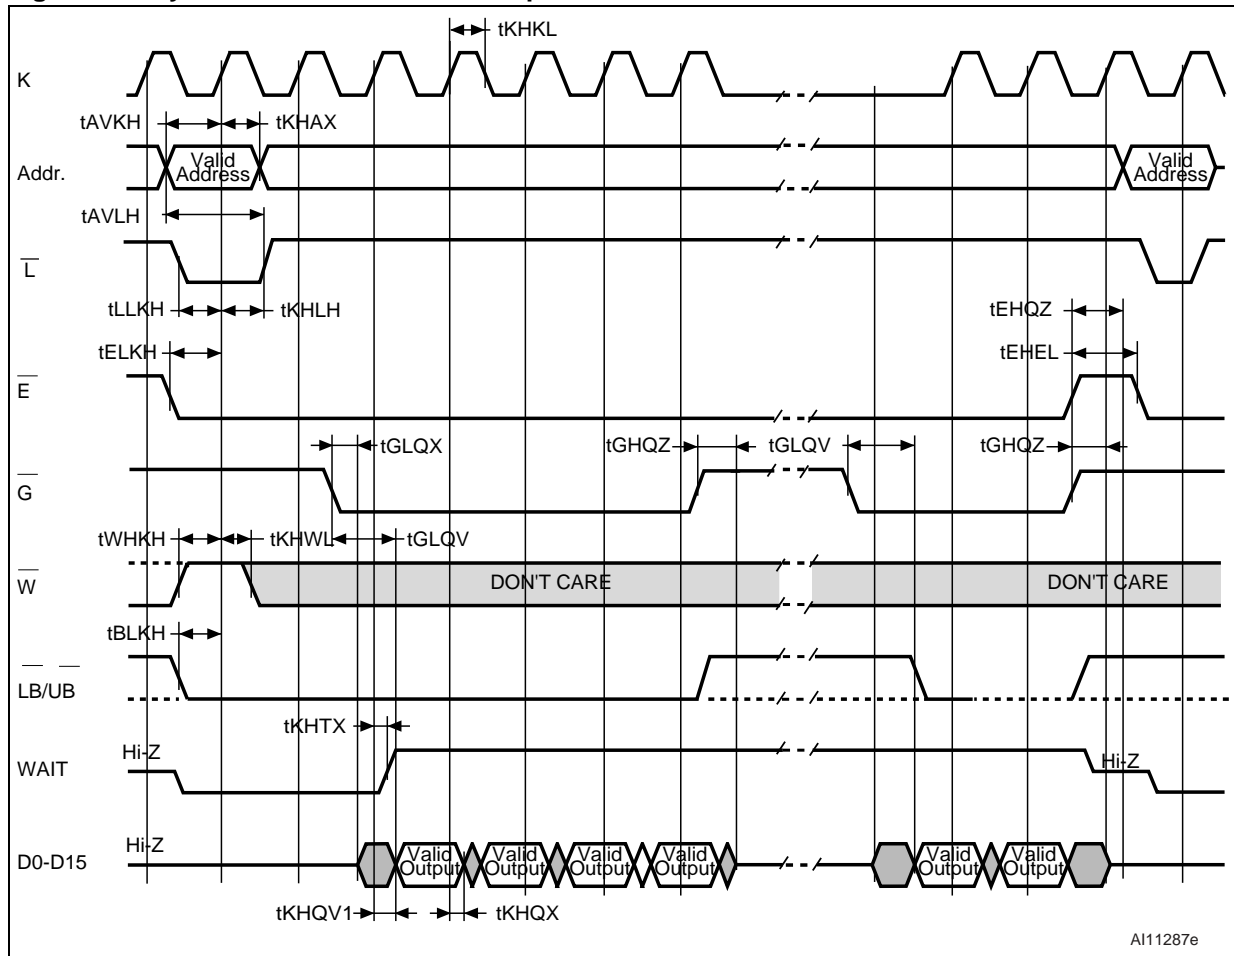 tKHKL
K
tAVKH tKHAX
Addr. Valid Address Valid Address
tAVLH
L
tLLKH tKHLH tEHQZ
tELKH tEHEL
E
tGLQX tGHQZ tGLQV tGHQZ
G
tWHKH tKHWL tGLQV
W DON'T CARE DON'T CARE
tBLKH
LB/UB
tKHTX
Hi-Z Hi-Z
WAIT
Hi-Z
D0-D15 Valid Output Valid Output Valid Output Valid Output Valid Output Valid Output
tKHQV1 tKHQX
AI11287e